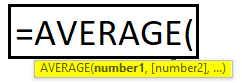 =AVERAGE(
AVERAGE(number1, [number2], ...)